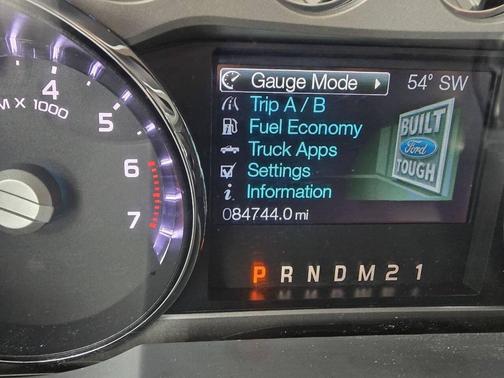 4
M X 1000
5
6
7
Gauge Mode
54° SW
Trip A / B
Fuel Economy
Truck Apps
Settings
i Information
084744.0 mi
BUILT
Ford
TOUGH
P R N D M 2 1